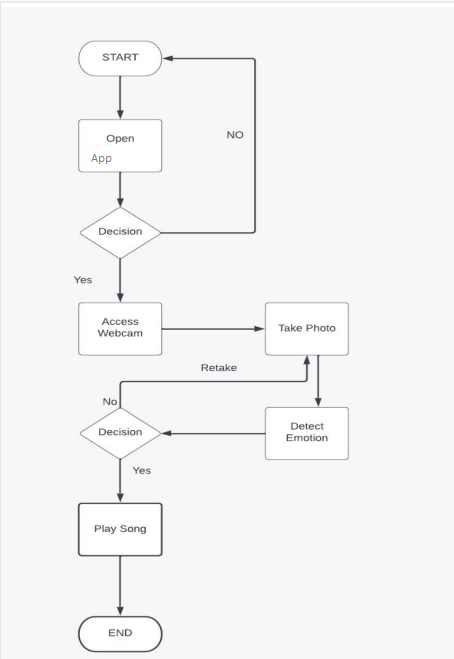 START
Open
App
NO
Decision
Yes
Access
Webcam
Take Photo
Retake
No
Decision
Detect
Emotion
Yes
Play Song
END